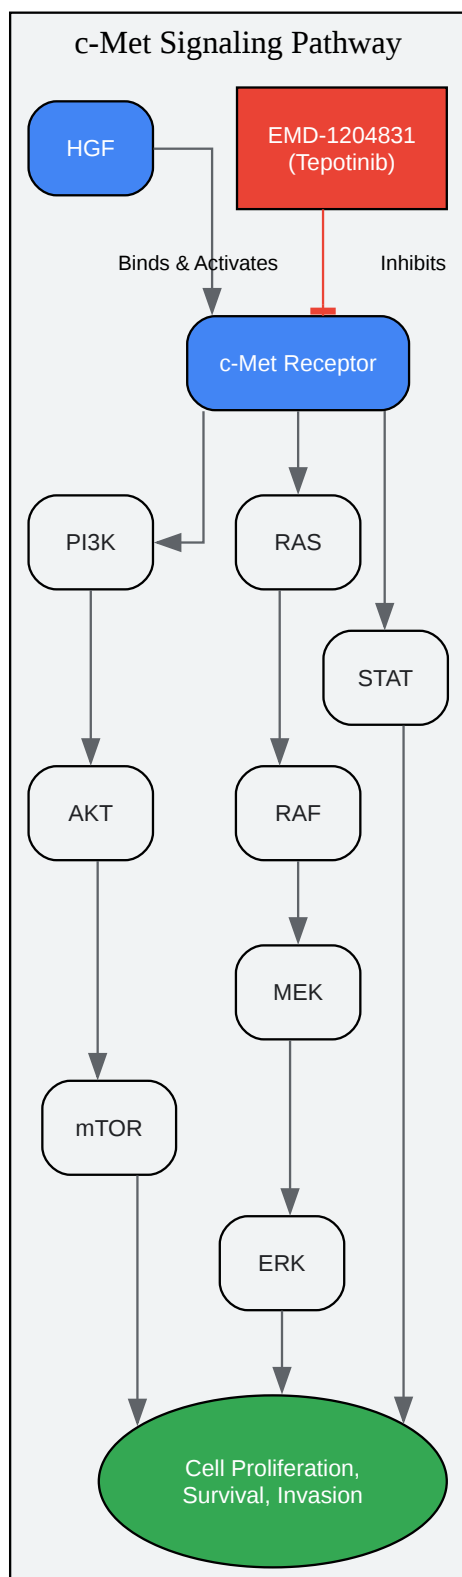 c-Met Signaling Pathway
HGF
EMD-1204831
(Tepotinib)
Binds & Activates
Inhibits
c-Met Receptor
PI3K
RAS
STAT
AKT
RAF
MEK
mTOR
ERK
Cell Proliferation,
Survival, Invasion